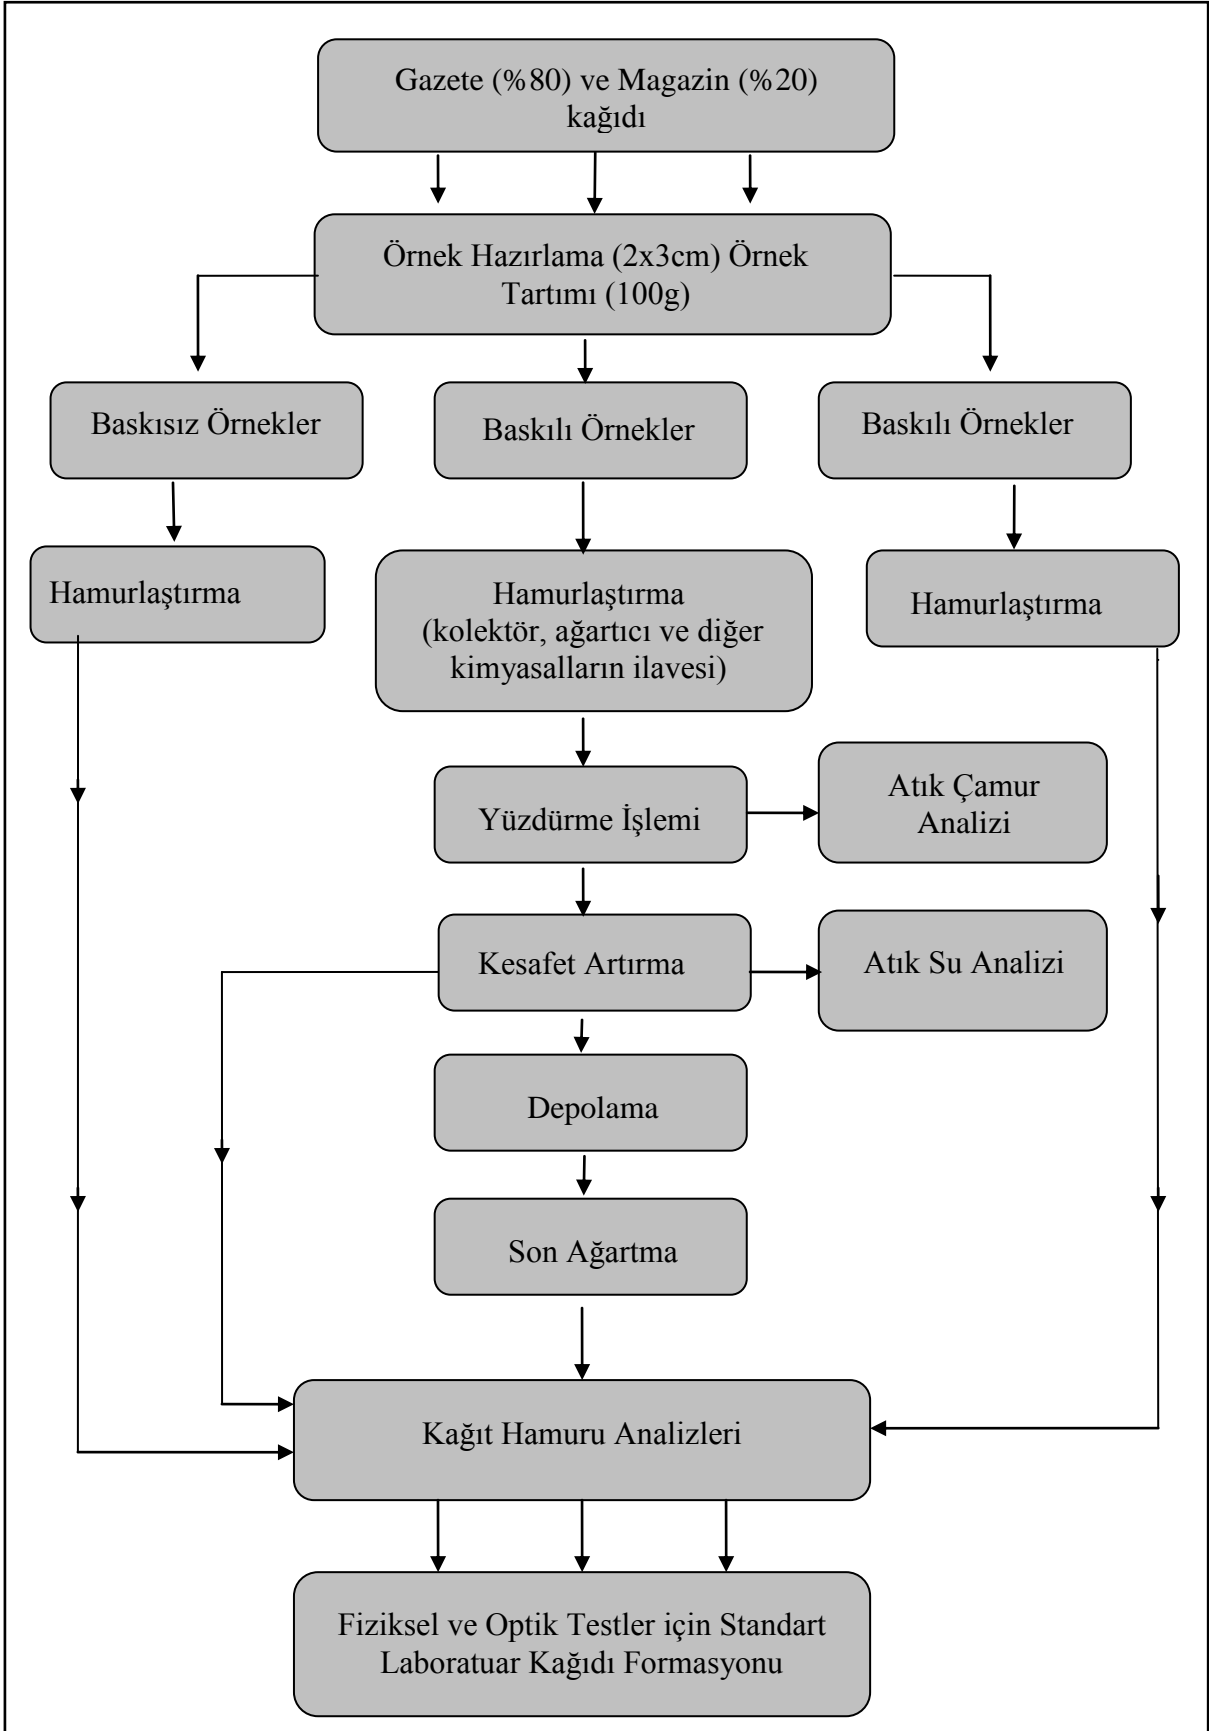 Gazete (%80) ve Magazin (%20)
kağıdı
Örnek Hazırlama (2x3cm) Örnek
Tartımı (100g)
Baskısız Örnekler
Baskılı Örnekler
Baskılı Örnekler
Hamurlaştırma
Hamurlaştırma
(kolektör, ağartıcı ve diğer
kimyasalların ilavesi)
Hamurlaştırma
Yüzdürme İşlemi
Atık Çamur
Analizi
Kesafet Artırma
Atık Su Analizi
Depolama
Son Ağartma
Kağıt Hamuru Analizleri
Fiziksel ve Optik Testler için Standart
Laboratuar Kağıdı Formasyonu